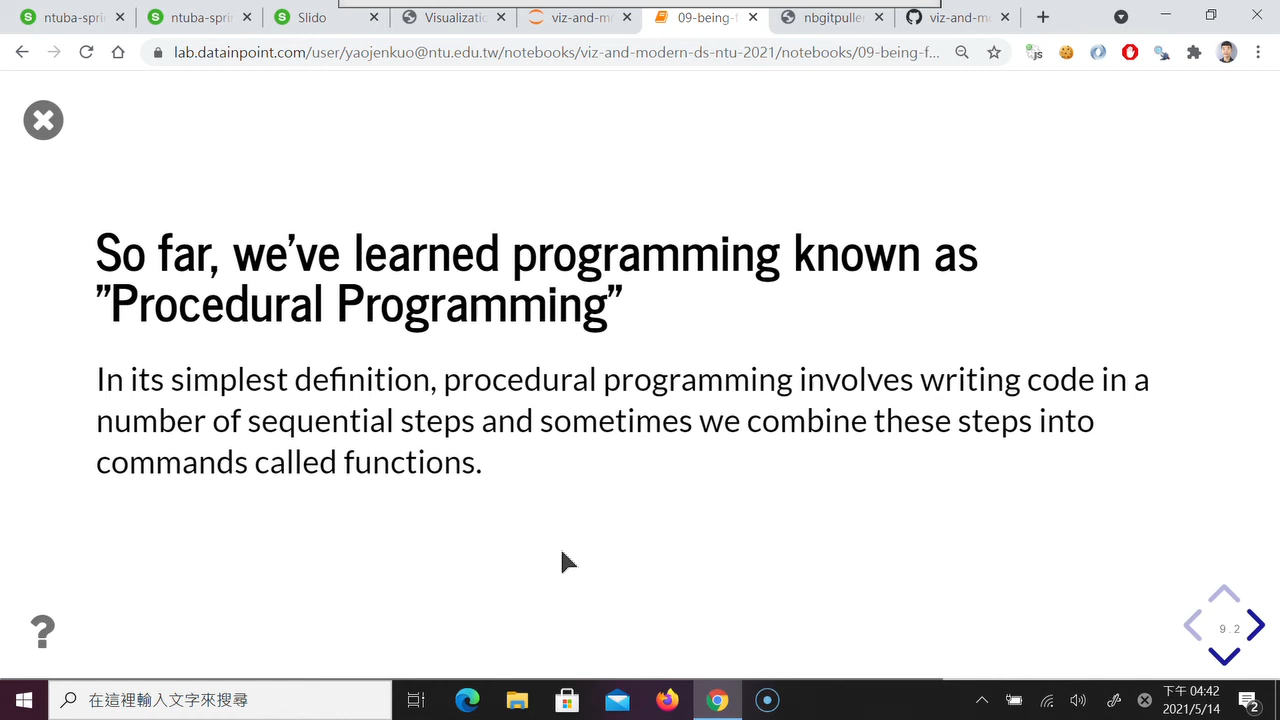 ntuba-spri
ntuba-spri
Slido
Visualizatio
viz-and-m
09-being-f
nbgitpuller
viz-and-mo
lab.datainpoint.com/user/yaojenkuo@ntu.edu.tw/notebooks/viz-and-modern-ds-ntu-2021/notebooks/09-being-f...
So far, we've learned programming known as
"Procedural Programming"
In its simplest definition, procedural programming involves writing code in a
number of sequential steps and sometimes we combine these steps into
commands called functions.
9.2
在這裡輸入文字來搜尋
下午 04:42
2021/5/14
2